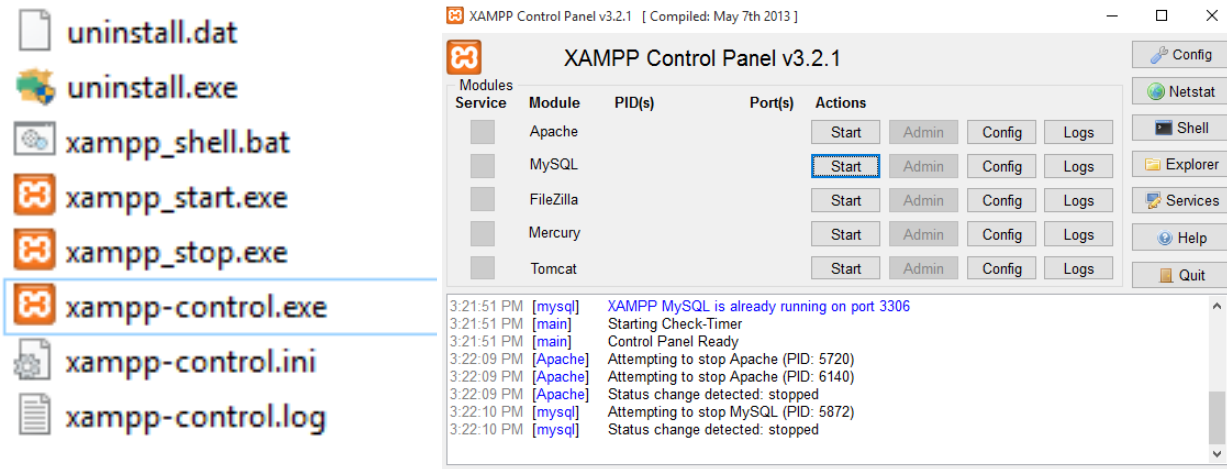 uninstall.dat
uninstall.exe
xampp_shell.bat
xampp_start.exe
xampp_stop.exe
xampp-control.exe
xampp-control.ini
xampp-control.log
XAMPP Control Panel v3.2.1 [ Compiled: May 7th 2013 ]
XAMPP Control Panel v3.2.1
Modules
Service Module PID(s) Port(s) Actions
Apache Start Admin Config Logs
MySQL Start Admin Config Logs
FileZilla Start Admin Config Logs
Mercury Start Admin Config Logs
Tomcat Start Admin Config Logs
Config
Netstat
Shell
Explorer
Services
Help
Quit
3:21:51 PM [mysql] XAMPP MySQL is already running on port 3306
3:21:51 PM [main] Starting Check-Timer
3:21:51 PM [main] Control Panel Ready
3:22:09 PM [Apache] Attempting to stop Apache (PID: 5720)
3:22:09 PM [Apache] Attempting to stop Apache (PID: 6140)
3:22:09 PM [Apache] Status change detected: stopped
3:22:10 PM [mysql] Attempting to stop MySQL (PID: 5872)
3:22:10 PM [mysql] Status change detected: stopped